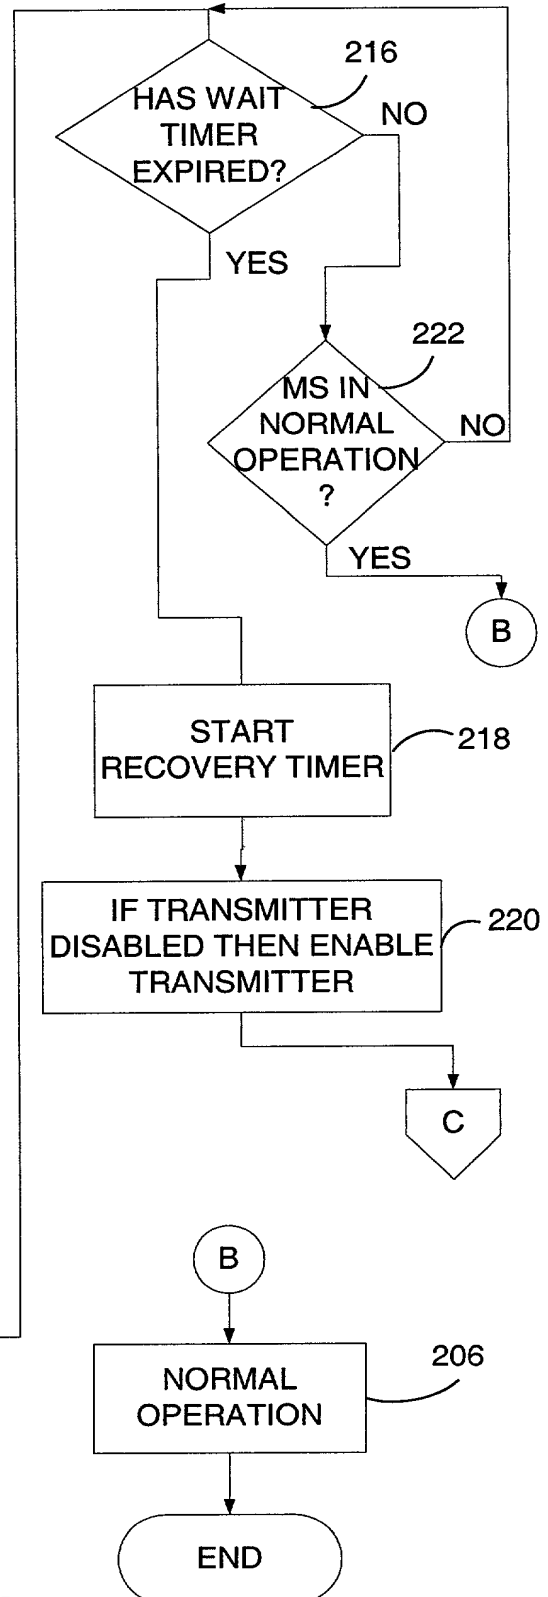 216
HAS WAIT
TIMER
EXPIRED?
NO
YES
222
MS IN
NORMAL
OPERATION
?
NO
YES
B
START
RECOVERY TIMER
218
IF TRANSMITTER
DISABLED THEN ENABLE
TRANSMITTER
220
C
B
206
NORMAL
OPERATION
END